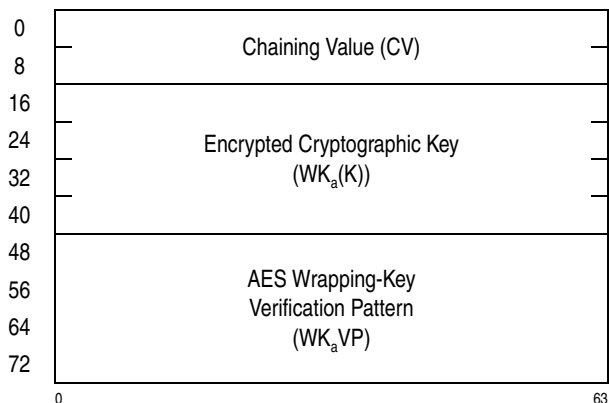 0
Chaining Value (CV)
8
16
24
Encrypted Cryptographic Key
32
(WKa(K))
40
48
56
AES Wrapping-Key
Verification Pattern
64
(WKaVP)
72
0 63